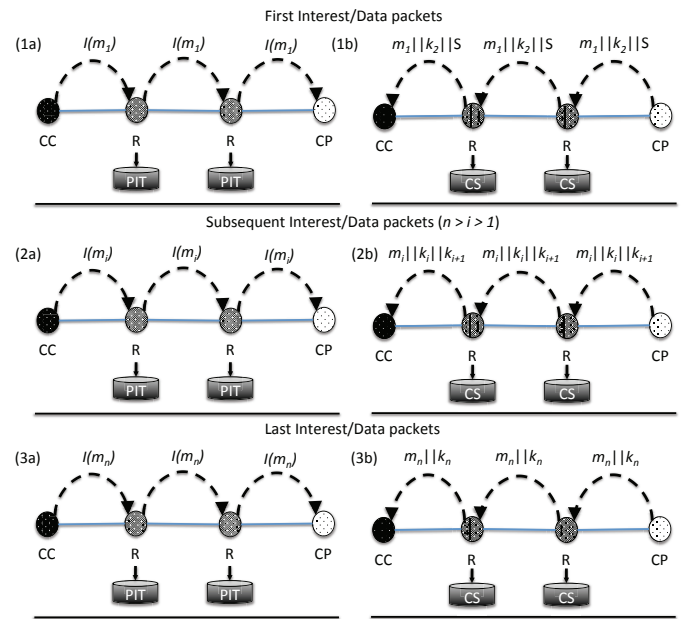 First Interest/Data packets
(1a) I(m₁) I(m₁) I(m₁) (1b) m₁||k₂||S m₁||k₂||S m₁||k₂||S
CC R R CP CC R R CP
PIT PIT CS CS
Subsequent Interest/Data packets (n > i > 1)
(2a) I(mᵢ) I(mᵢ) I(mᵢ) (2b) mᵢ||kᵢ||kᵢ₊₁ mᵢ||kᵢ||kᵢ₊₁ mᵢ||kᵢ||kᵢ₊₁
CC R R CP CC R R CP
PIT PIT CS CS
Last Interest/Data packets
(3a) I(mₙ) I(mₙ) I(mₙ) (3b) mₙ||kₙ mₙ||kₙ mₙ||kₙ
CC R R CP CC R R CP
PIT PIT CS CS